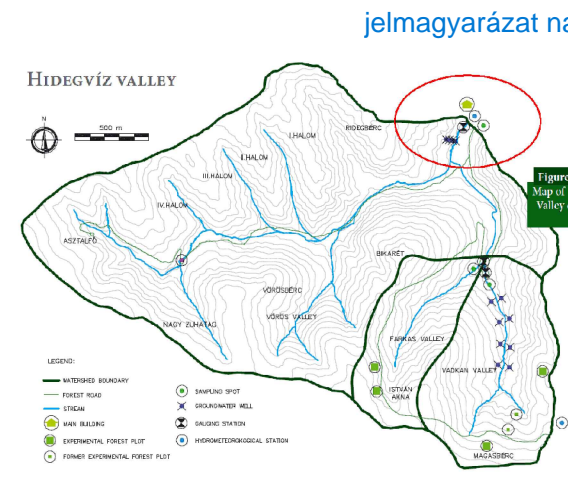 jelmagyarázat na
HIDEGVÍZ VALLEY
N
500 m
I.HALOM
RIDEGBÉRC
II.HALOM
III.HALOM
IV.HALOM
ASZTALFŐ
BIKARÉT
VÖRÖSBÉRC
NAGY ZUHATAG
VÖRÖS VALLEY
FARKAS VALLEY
VADKAN VALLEY
ISTVÁN
AKNA
MAGASBÉRC
Figure
Map of
Valley
LEGEND:
WATERSHED BOUNDARY
FOREST ROAD
STREAM
MAIN BUILDING
EXPERIMENTAL FOREST PLOT
FORMER EXPERIMENTAL FOREST PLOT
SAMPLING SPOT
GROUNDWATER WELL
GAUGING STATION
HYDROMETEOROLOGICAL STATION